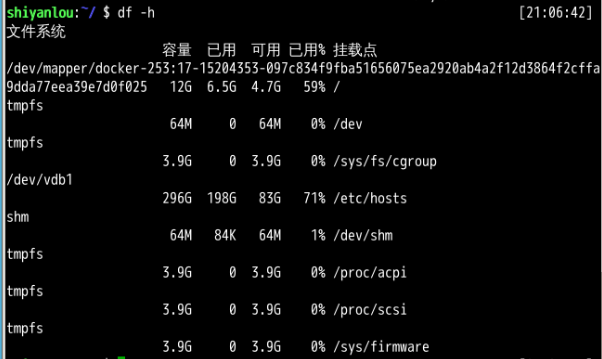 shiyanlou:~/ $ df -h [21:06:42]
文件系统
容量 已用 可用 已用% 挂载点
/dev/mapper/docker-253:17-15204353-097c834f9fba51656075ea2920ab4a2f12d3864f2cffa
9dda77eea39e7d0f025 12G 6.5G 4.7G 59% /
tmpfs
64M 0 64M 0% /dev
tmpfs
3.9G 0 3.9G 0% /sys/fs/cgroup
/dev/vdb1
296G 198G 83G 71% /etc/hosts
shm
64M 84K 64M 1% /dev/shm
tmpfs
3.9G 0 3.9G 0% /proc/acpi
tmpfs
3.9G 0 3.9G 0% /proc/scsi
tmpfs
3.9G 0 3.9G 0% /sys/firmware